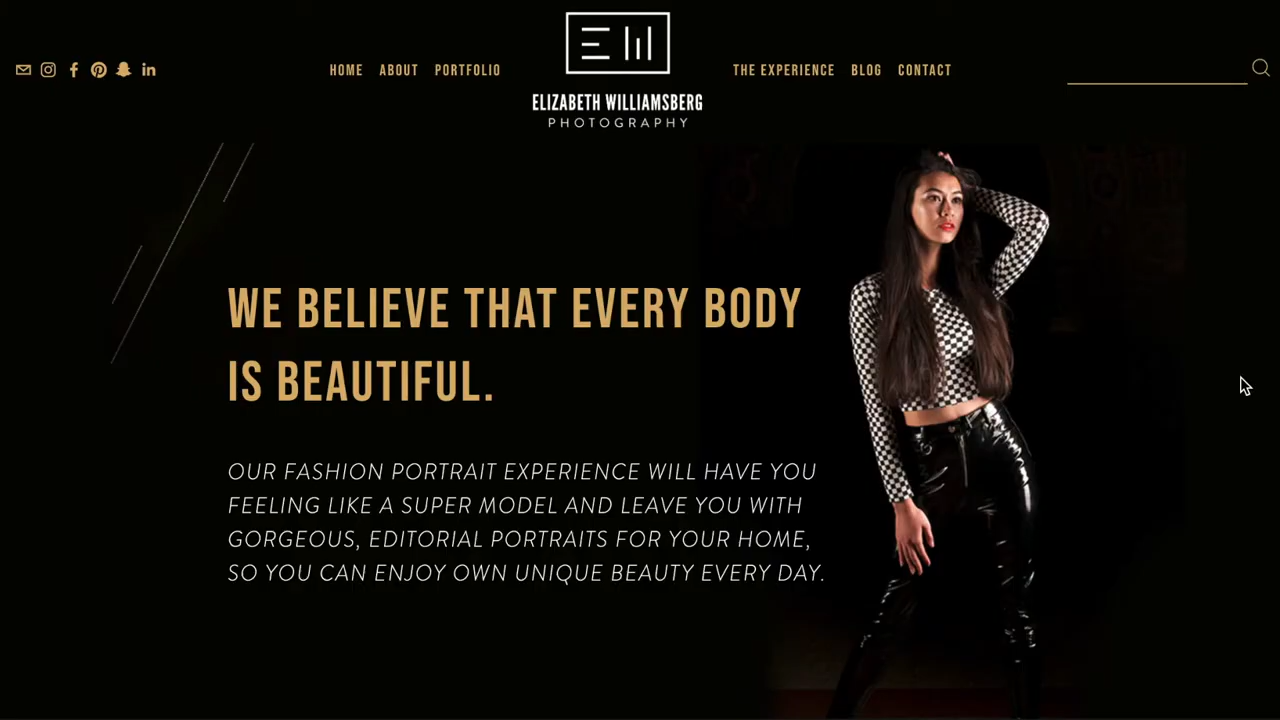 HOME ABOUT PORTFOLIO
EW
ELIZABETH WILLIAMSBERG
PHOTOGRAPHY
THE EXPERIENCE BLOG CONTACT
WE BELIEVE THAT EVERY BODY
IS BEAUTIFUL.
OUR FASHION PORTRAIT EXPERIENCE WILL HAVE YOU
FEELING LIKE A SUPER MODEL AND LEAVE YOU WITH
GORGEOUS, EDITORIAL PORTRAITS FOR YOUR HOME,
SO YOU CAN ENJOY OWN UNIQUE BEAUTY EVERY DAY.